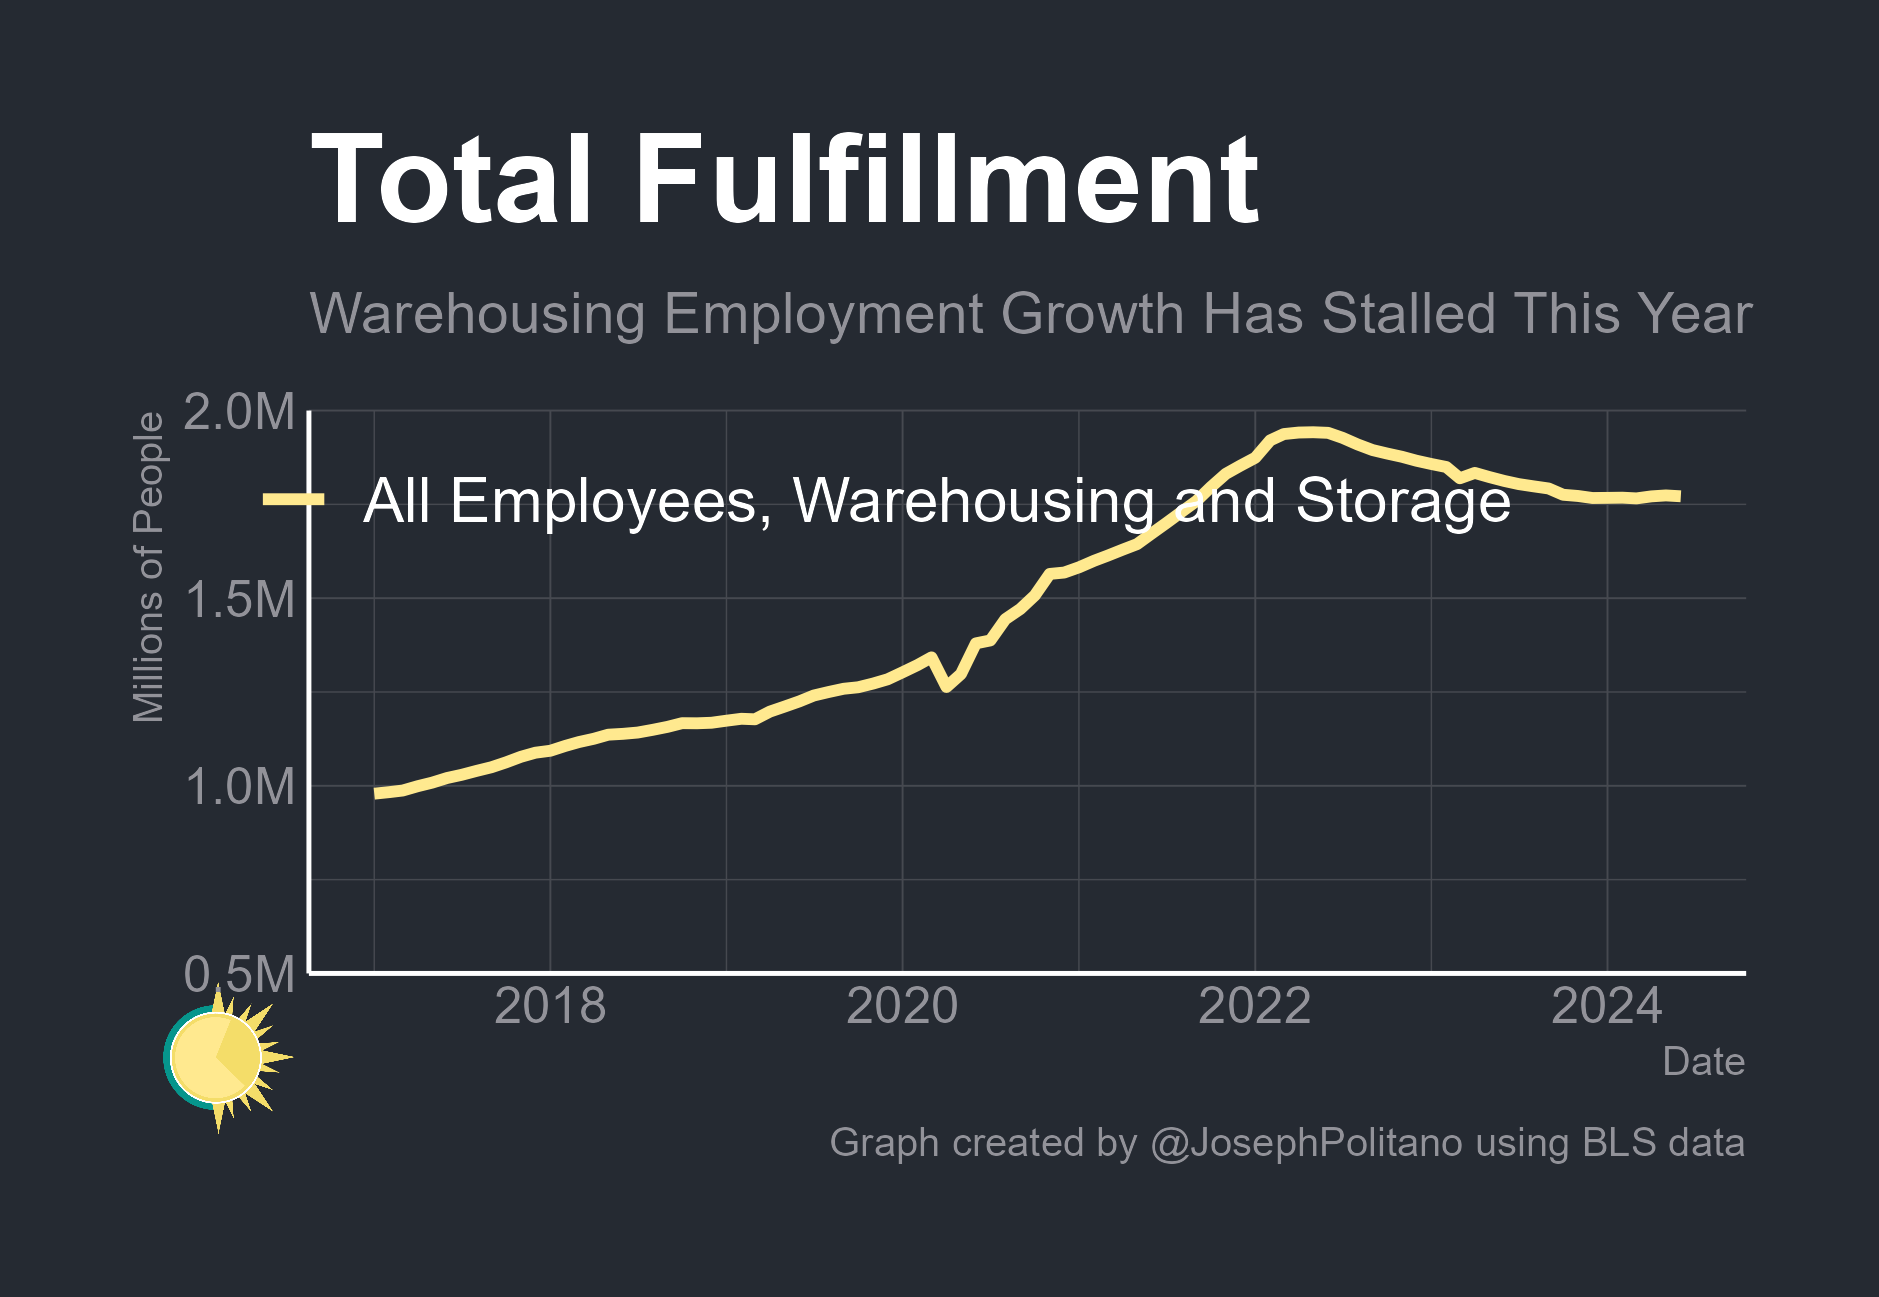 Total Fulfillment
Warehousing Employment Growth Has Stalled This Year
Millions of People
2.0M
All Employees, Warehousing and Storage
1.5M
1.0M
0.5M
2018 2020 2022 2024
Date
Graph created by @JosephPolitano using BLS data